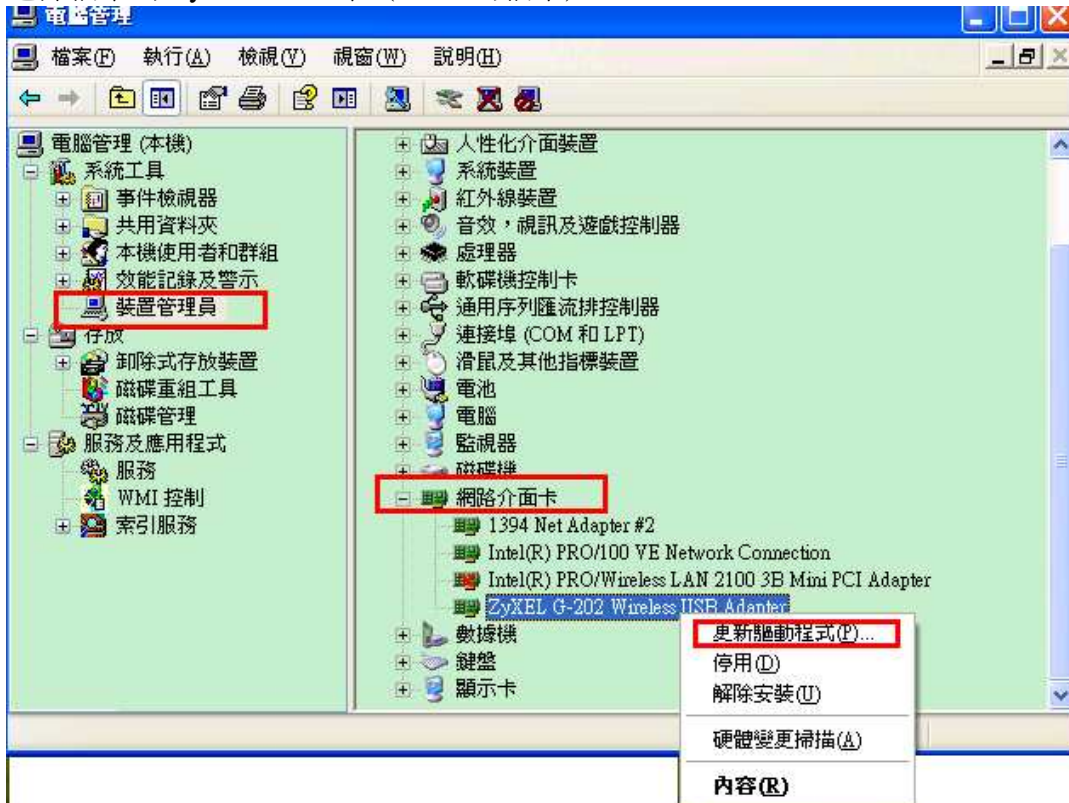 電腦管理
檔案(F) 執行(A) 檢視(V) 視窗(W) 說明(H)
電腦管理 (本機)
系統工具
事件檢視器
共用資料夾
本機使用者和群組
效能記錄及警示
裝置管理員
存放
卸除式存放裝置
磁碟重組工具
磁碟管理
服務及應用程式
服務
WMI 控制
索引服務
人性化介面裝置
系統裝置
紅外線裝置
音效，視訊及遊戲控制器
處理器
軟碟機控制卡
通用序列匯流排控制器
連接埠 (COM 和 LPT)
滑鼠及其他指標裝置
電池
電腦
監視器
磁碟機
網路介面卡
1394 Net Adapter #2
Intel(R) PRO/100 VE Network Connection
Intel(R) PRO/Wireless LAN 2100 3B Mini PCI Adapter
ZyXEL G-202 Wireless USB Adapter
數據機
鍵盤
顯示卡
更新驅動程式(P)...
停用(D)
解除安裝(U)
硬體變更掃描(A)
內容(R)